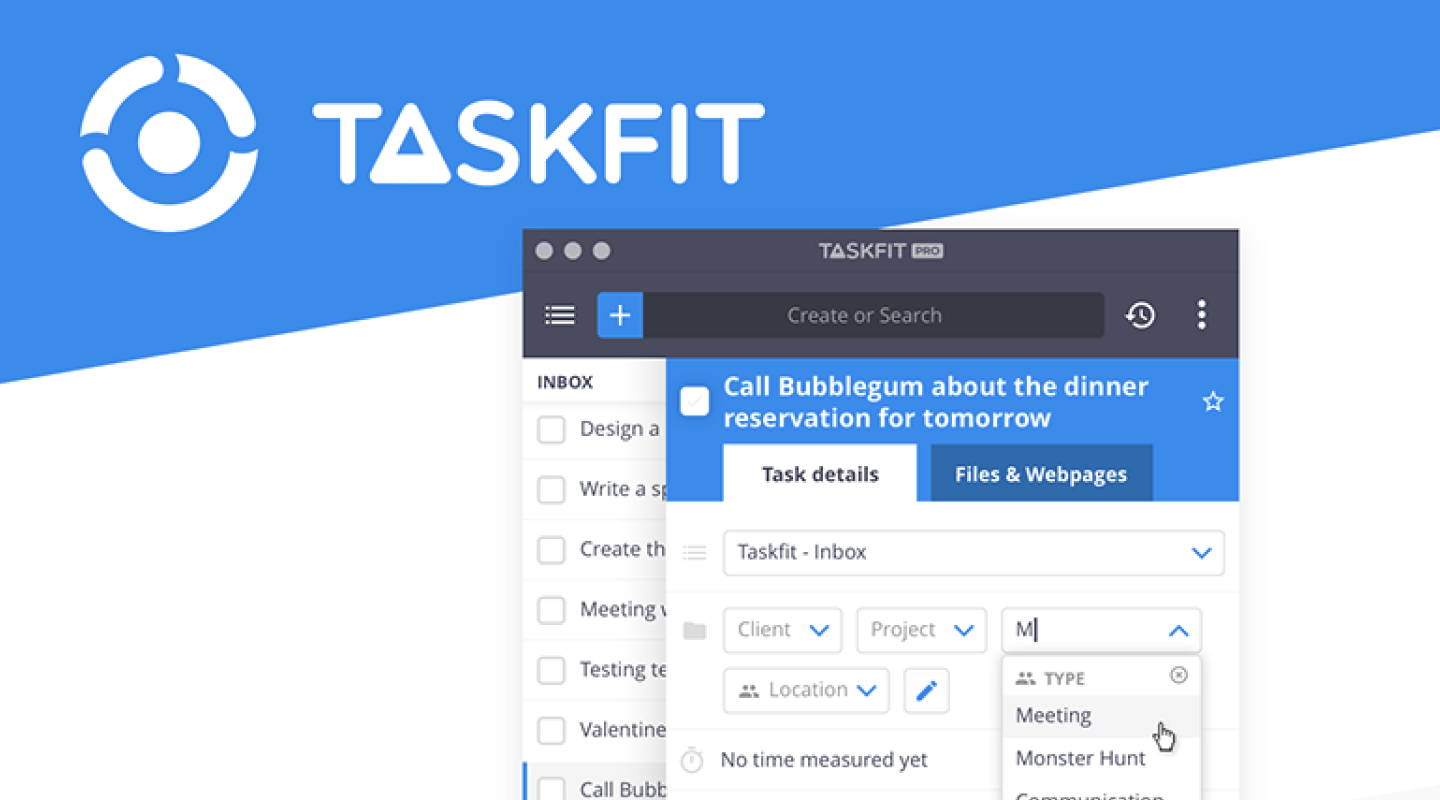 TASKFIT
TASKFIT PRO
Create or Search
INBOX
Design a
Write a sp
Create th
Meeting w
Testing te
Valentine
Call Bubb
Call Bubblegum about the dinner
reservation for tomorrow
Task details
Files & Webpages
Taskfit - Inbox
Client
Project
M
Location
TYPE
Meeting
Monster Hunt
Communication
No time measured yet